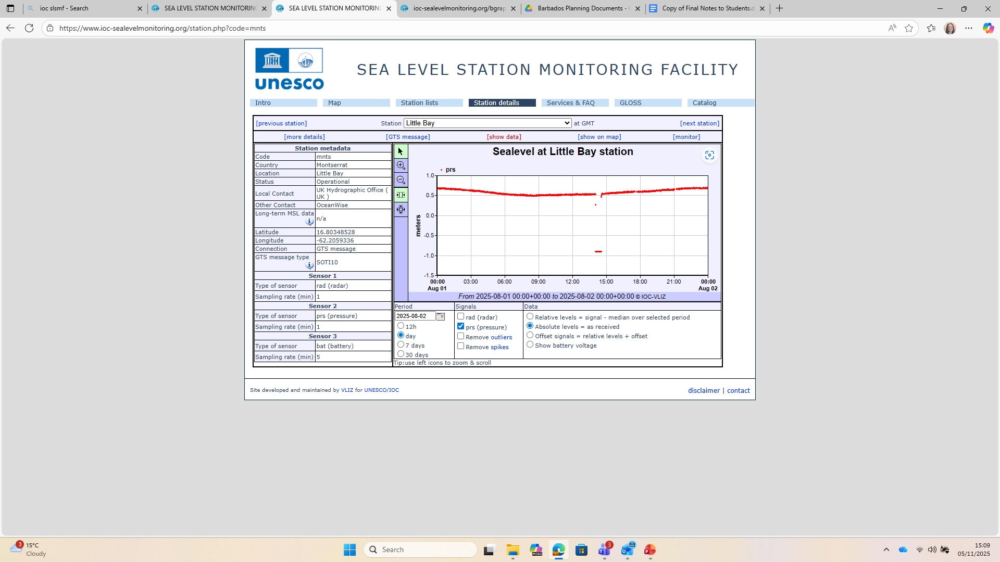 ioc slsmf - Search
SEA LEVEL STATION MONITORING
SEA LEVEL STATION MONITORING
ioc-sealevelmonitoring.org/bgrap
Barbados Planning Documents -
Copy of Final Notes to Students.d
https://www.ioc-sealevelmonitoring.org/station.php?code=mnts
unesco
SEA LEVEL STATION MONITORING FACILITY
Intro
Map
Station lists
Station details
Services & FAQ
GLOSS
Catalog
[previous station]
Station Little Bay at GMT
[next station]
[more details]
[GTS message]
[show data]
[show on map]
[monitor]
Station metadata
Code mnts
Country Montserrat
Location Little Bay
Status Operational
Local Contact UK Hydrographic Office ( UK )
Other Contact OceanWise
Long-term MSL data n/a
Latitude 16.80348528
Longitude -62.2059336
Connection GTS message
GTS message type SOTI10
Sensor 1
Type of sensor rad (radar)
Sampling rate (min) 1
Sensor 2
Type of sensor prs (pressure)
Sampling rate (min) 1
Sensor 3
Type of sensor bat (battery)
Sampling rate (min) 5
Sealevel at Little Bay station
prs
meters
1.0
0.5
0.0
-0.5
-1.0
-1.5
00:00 03:00 06:00 09:00 12:00 15:00 18:00 21:00 00:00
Aug 01 Aug 02
From 2025-08-01 00:00+00:00 to 2025-08-02 00:00+00:00 © IOC-VLIZ
Period
2025-08-02
12h
day
7 days
30 days
Signals
rad (radar)
prs (pressure)
Remove outliers
Remove spikes
Data
Relative levels = signal - median over selected period
Absolute levels = as received
Offset signals = relative levels + offset
Show battery voltage
Tip:use left icons to zoom & scroll
Site developed and maintained by VLIZ for UNESCO/IOC
disclaimer | contact
3
15°C
Cloudy
Search
M365
3
15:09
05/11/2025